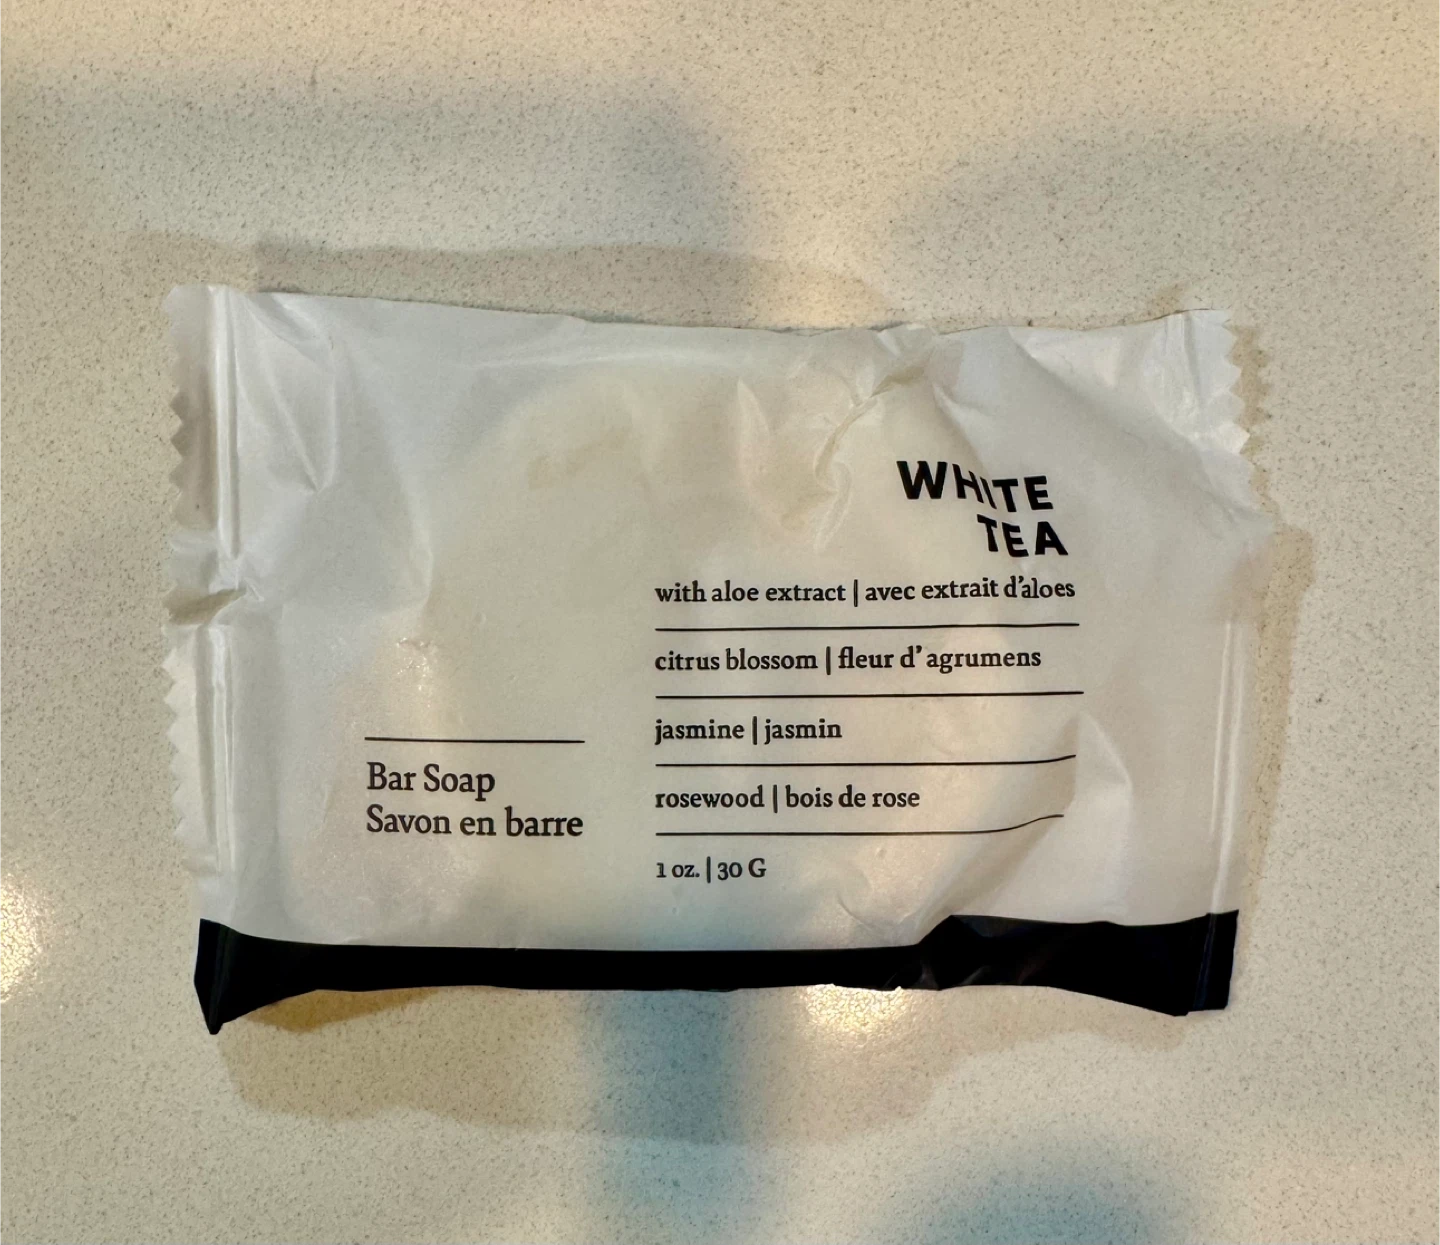 WHITE
TEA
with aloe extract | avec extrait d'aloes
citrus blossom | fleur d' agrumens
jasmine | jasmin
rosewood | bois de rose
1 oz. | 30 G
Bar Soap
Savon en barre